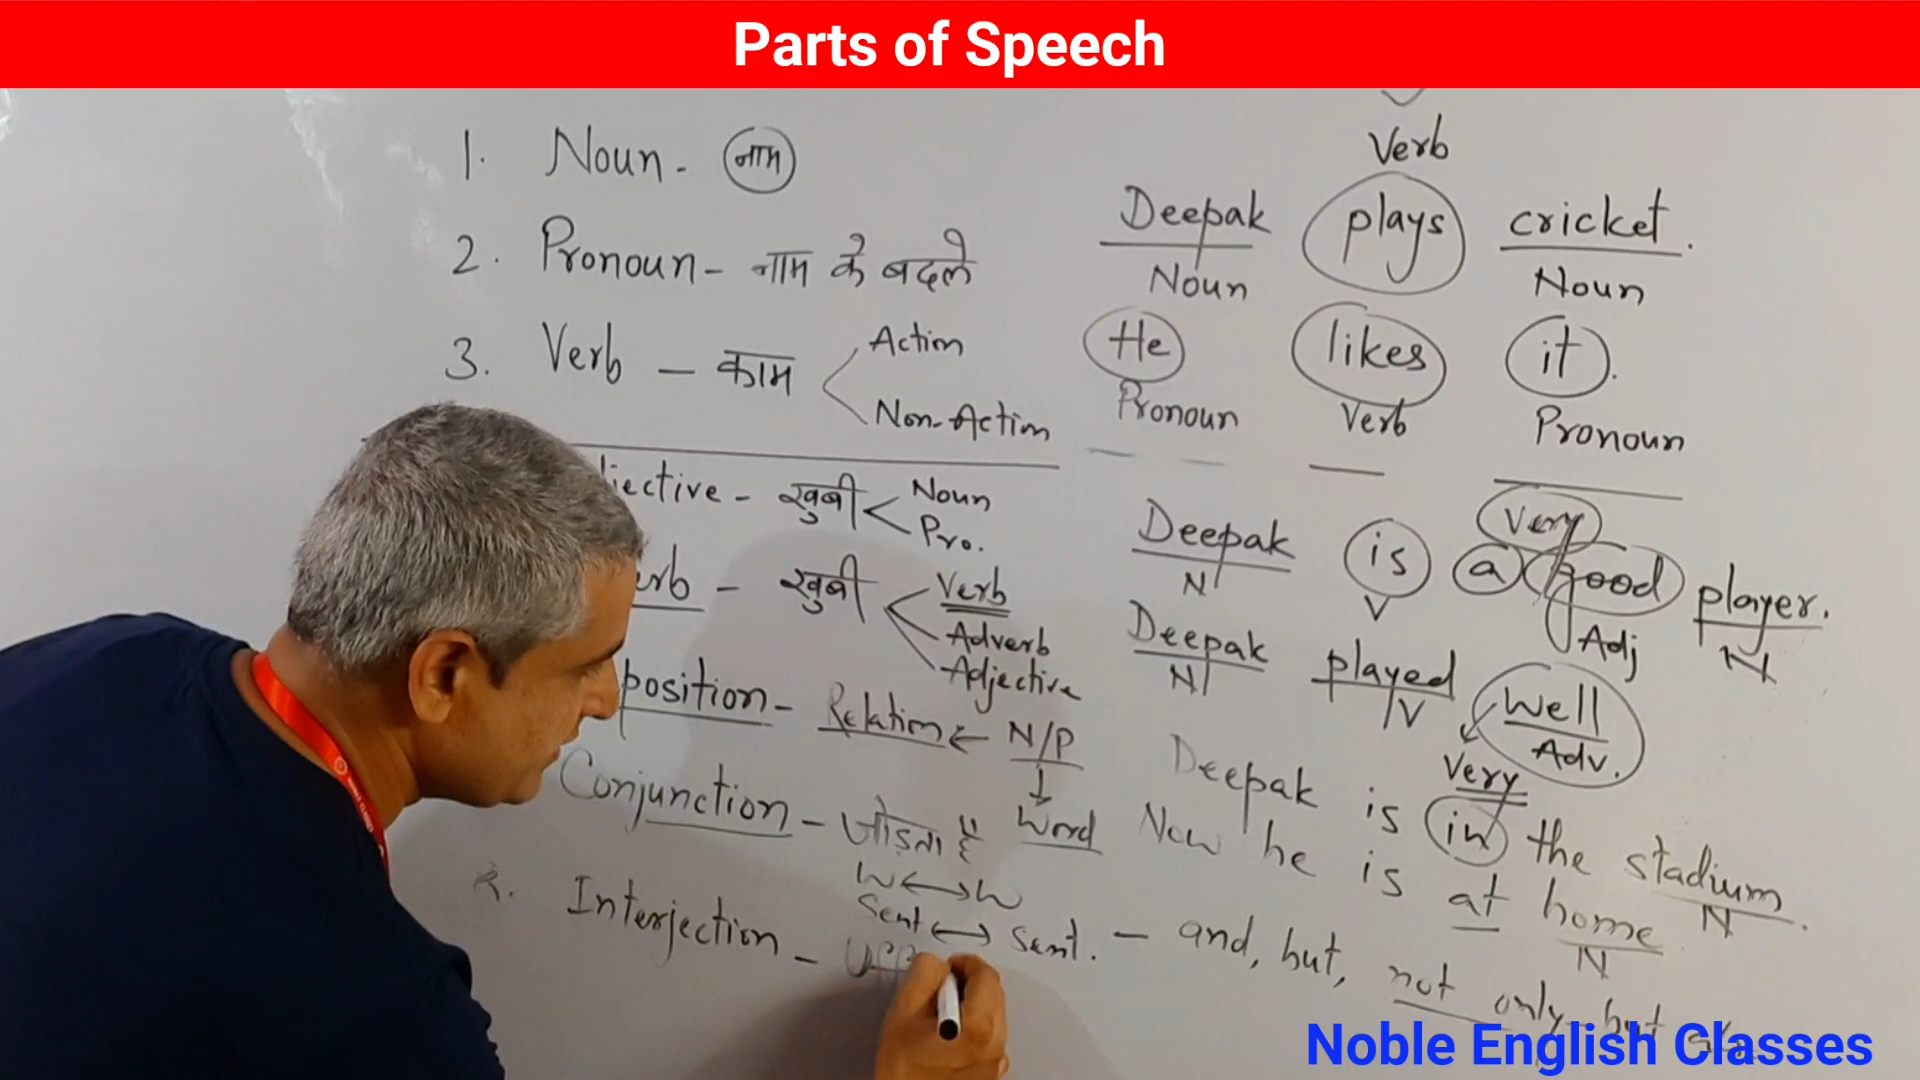 Parts of Speech
1. Noun - नाम
2. Pronoun - नाम के बदले
3. Verb - काम
Action
Non-Action
jective - खुबी
Noun
Pro.
erb - खुबी
Verb
Adverb
Adjective
position - Relation ← N/P
↓
Word
Conjunction - जोड़ता है
W ↔ W
Sent ↔ Sent. - and, but, not only - but
Interjection - Uff
Verb
Deepak plays cricket.
Noun Noun
He likes it.
Pronoun Verb Pronoun
very
Deepak is a good player.
N V Adj N
Deepak played well
N V Adv.
very
Deepak is in the stadium.
N
Now he is at home
N
Noble English Classes